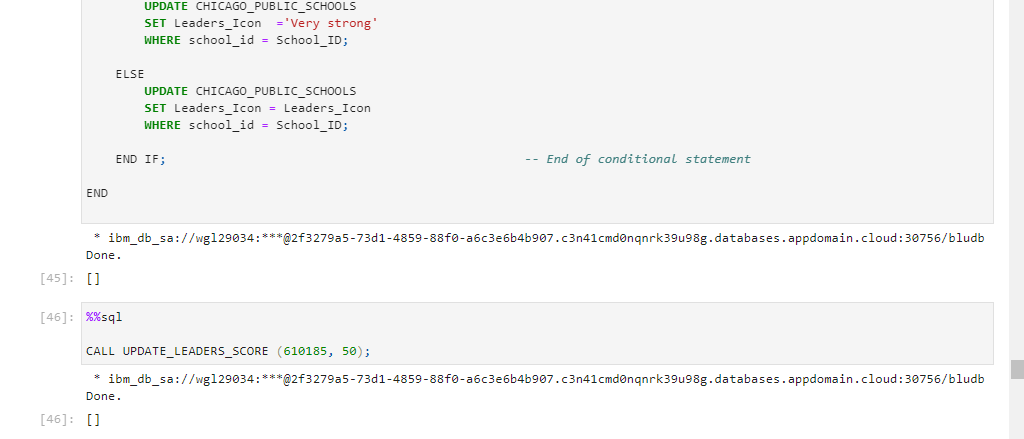 UPDATE CHICAGO_PUBLIC_SCHOOLS
SET Leaders_Icon  ='Very strong'
WHERE school_id = School_ID;
ELSE
UPDATE CHICAGO_PUBLIC_SCHOOLS
SET Leaders_Icon = Leaders_Icon
WHERE school_id = School_ID;
END IF; -- End of conditional statement
END
* ibm_db_sa://wgl29034:***@2f3279a5-73d1-4859-88f0-a6c3e6b4b907.c3n41cmd0nqnrk39u98g.databases.appdomain.cloud:30756/bludb
Done.
[45]: []
[46]: %%sql
CALL UPDATE_LEADERS_SCORE (610185, 50);
* ibm_db_sa://wgl29034:***@2f3279a5-73d1-4859-88f0-a6c3e6b4b907.c3n41cmd0nqnrk39u98g.databases.appdomain.cloud:30756/bludb
Done.
[46]: []